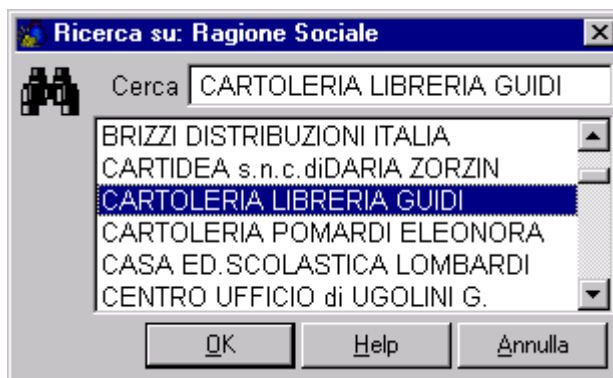 Ricerca su: Ragione Sociale
Cerca CARTOLERIA LIBRERIA GUIDI
BRIZZI DISTRIBUZIONI ITALIA
CARTIDEA s.n.c.diDARIA ZORZIN
CARTOLERIA LIBRERIA GUIDI
CARTOLERIA POMARDI ELEONORA
CASA ED.SCOLASTICA LOMBARDI
CENTRO UFFICIO di UGOLINI G.
OK Help Annulla